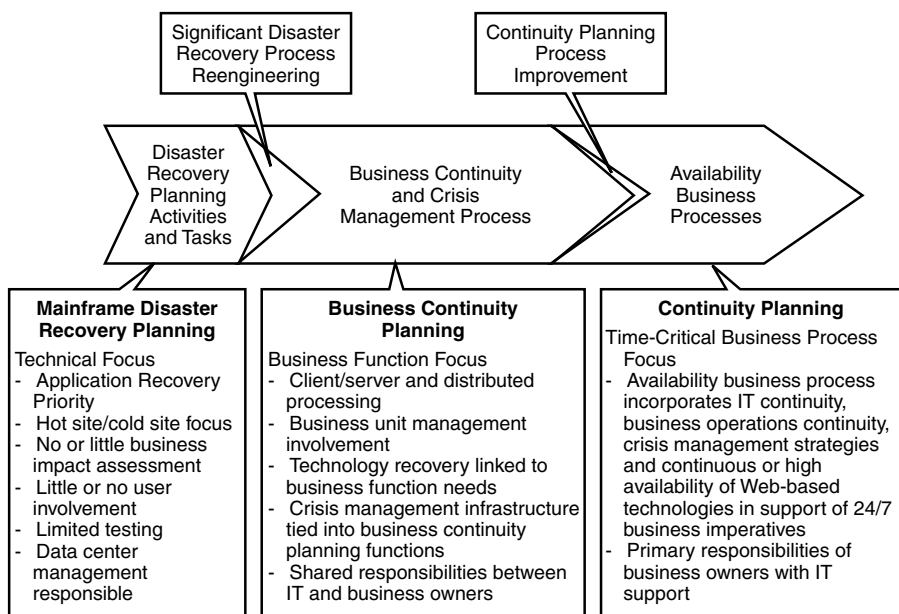 Significant Disaster
Recovery Process
Reengineering
Continuity Planning
Process
Improvement
Disaster
Recovery
Planning
Activities
and Tasks
Business Continuity
and Crisis
Management Process
Availability
Business
Processes
Mainframe Disaster
Recovery Planning
Technical Focus
- Application Recovery
Priority
- Hot site/cold site focus
- No or little business
impact assessment
- Little or no user
involvement
- Limited testing
- Data center
management
responsible
Business Continuity
Planning
Business Function Focus
- Client/server and distributed
processing
- Business unit management
involvement
- Technology recovery linked to
business function needs
- Crisis management infrastructure
tied into business continuity
planning functions
- Shared responsibilities between
IT and business owners
Continuity Planning
Time-Critical Business Process
Focus
- Availability business process
incorporates IT continuity,
business operations continuity,
crisis management strategies
and continuous or high
availability of Web-based
technologies in support of 24/7
business imperatives
- Primary responsibilities of
business owners with IT
support